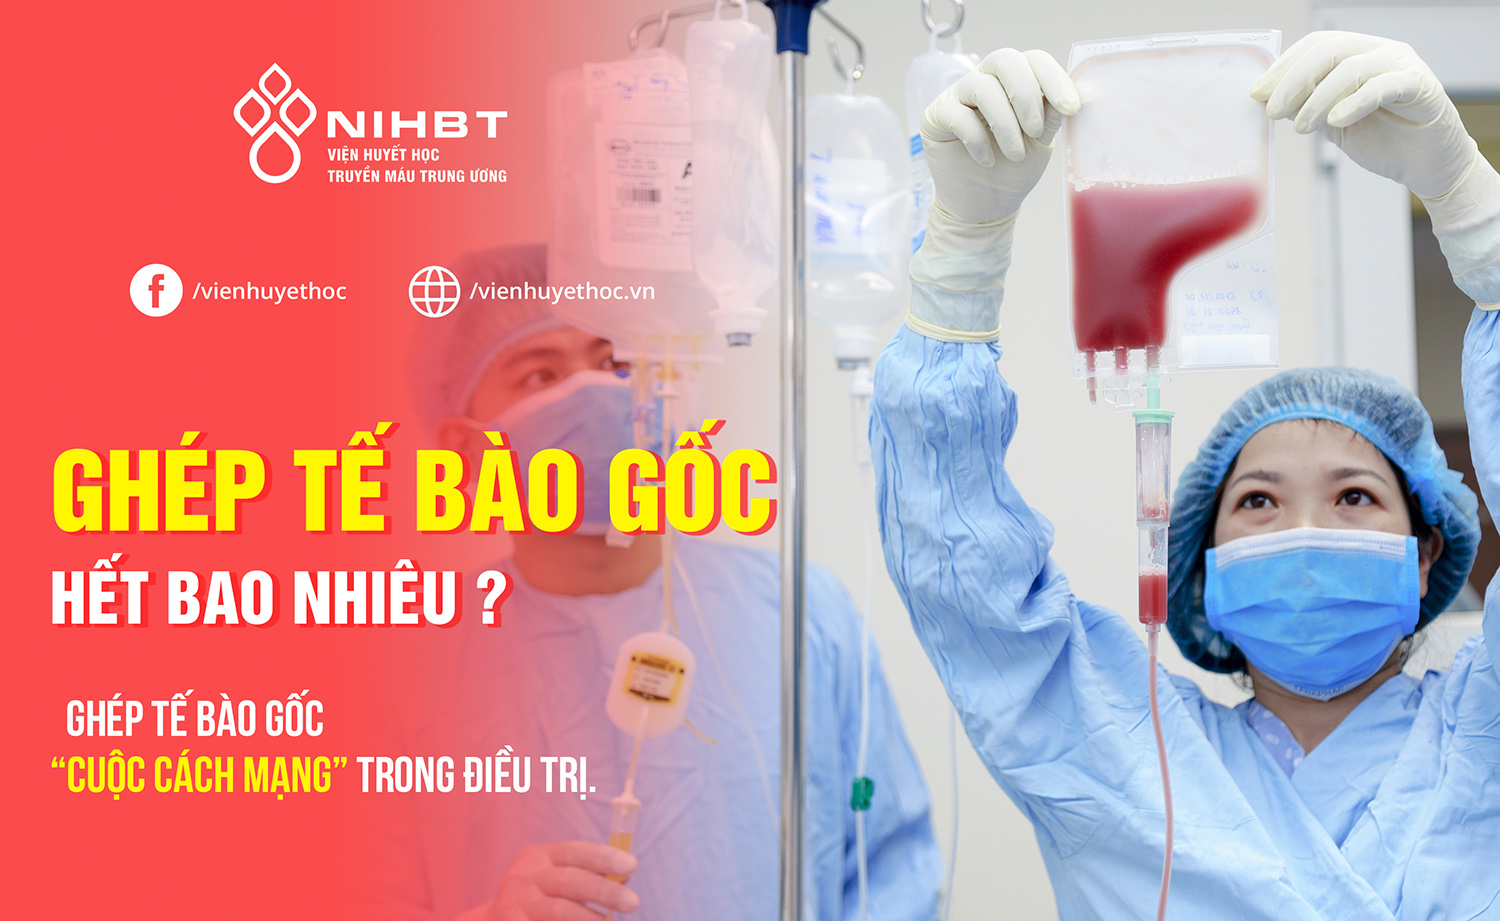 NIHBT
VIỆN HUYẾT HỌC
TRUYỀN MÁU TRUNG ƯƠNG
/vienhuyethoc
/vienhuyethoc.vn
GHÉP TẾ BÀO GỐC
HẾT BAO NHIÊU ?
GHÉP TẾ BÀO GỐC
“CUỘC CÁCH MẠNG” TRONG ĐIỀU TRỊ.